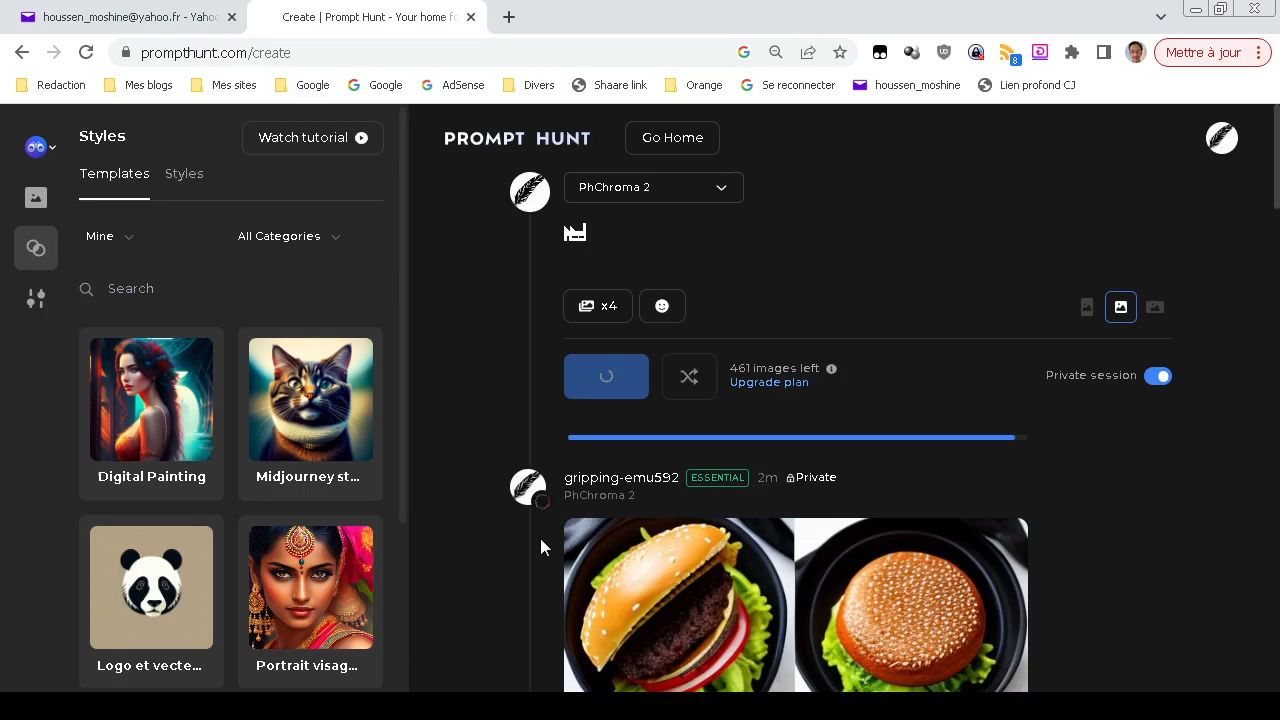 houssen_moshine@yahoo.fr - Yahoo
Create | Prompt Hunt - Your home fo
prompthunt.com/create
8
Mettre à jour
Redaction
Mes blogs
Mes sites
Google
Google
AdSense
Divers
Shaare link
Orange
Se reconnecter
houssen_moshine
Lien profond CJ
Styles
Watch tutorial
Templates
Styles
Mine
All Categories
Search
Digital Painting
Midjourney st...
Logo et vecte...
Portrait visag...
PROMPT HUNT
Go Home
PhChroma 2
x4
461 images left
Upgrade plan
Private session
gripping-emu592 ESSENTIAL 2m Private
PhChroma 2